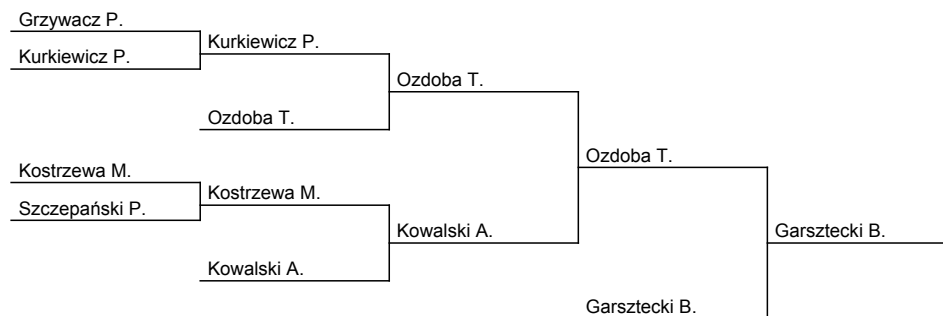 Grzywacz P.
Kurkiewicz P.
Kurkiewicz P.
Ozdoba T.
Ozdoba T.
Ozdoba T.
Kostrzewa M.
Kostrzewa M.
Szczepański P.
Kowalski A.
Garsztecki B.
Kowalski A.
Garsztecki B.